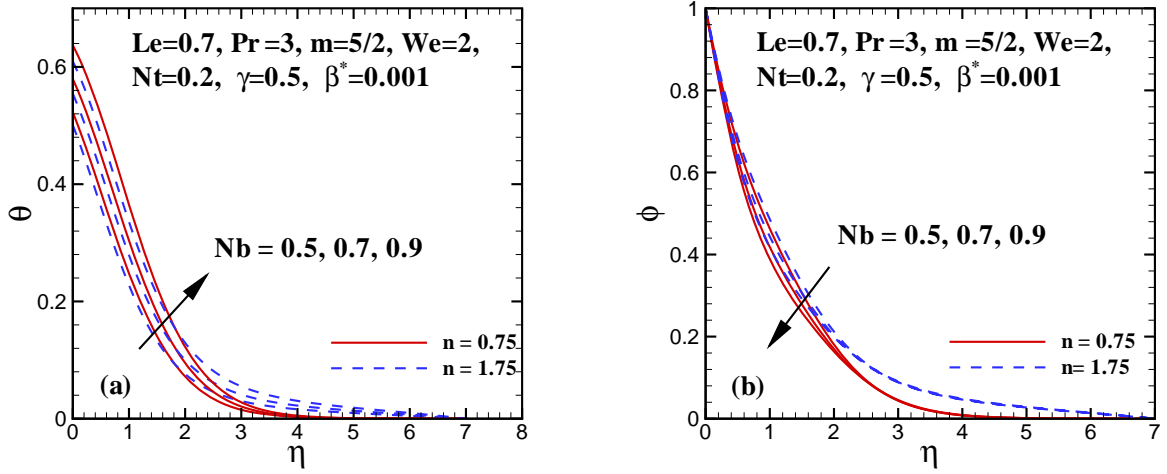 Le=0.7, Pr =3, m=5/2, We=2,
Nt=0.2, γ=0.5, β*=0.001
Nb = 0.5, 0.7, 0.9
n = 0.75
n = 1.75
(a)
θ
0.6
0.4
0.2
0
0 1 2 3 4 5 6 7 8
η
Le=0.7, Pr =3, m =5/2, We=2,
Nt=0.2, γ=0.5, β*=0.001
Nb = 0.5, 0.7, 0.9
n = 0.75
n= 1.75
(b)
ϕ
1
0.8
0.6
0.4
0.2
0
0 1 2 3 4 5 6 7
η